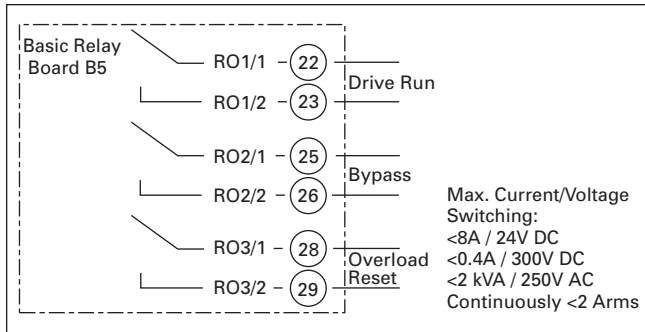 Basic Relay
Board B5
RO1/1
22
RO1/2
23
Drive Run
RO2/1
25
RO2/2
26
Bypass
RO3/1
28
RO3/2
29
Overload
Reset
Max. Current/Voltage
Switching:
<8A / 24V DC
<0.4A / 300V DC
<2 kVA / 250V AC
Continuously <2 Arms